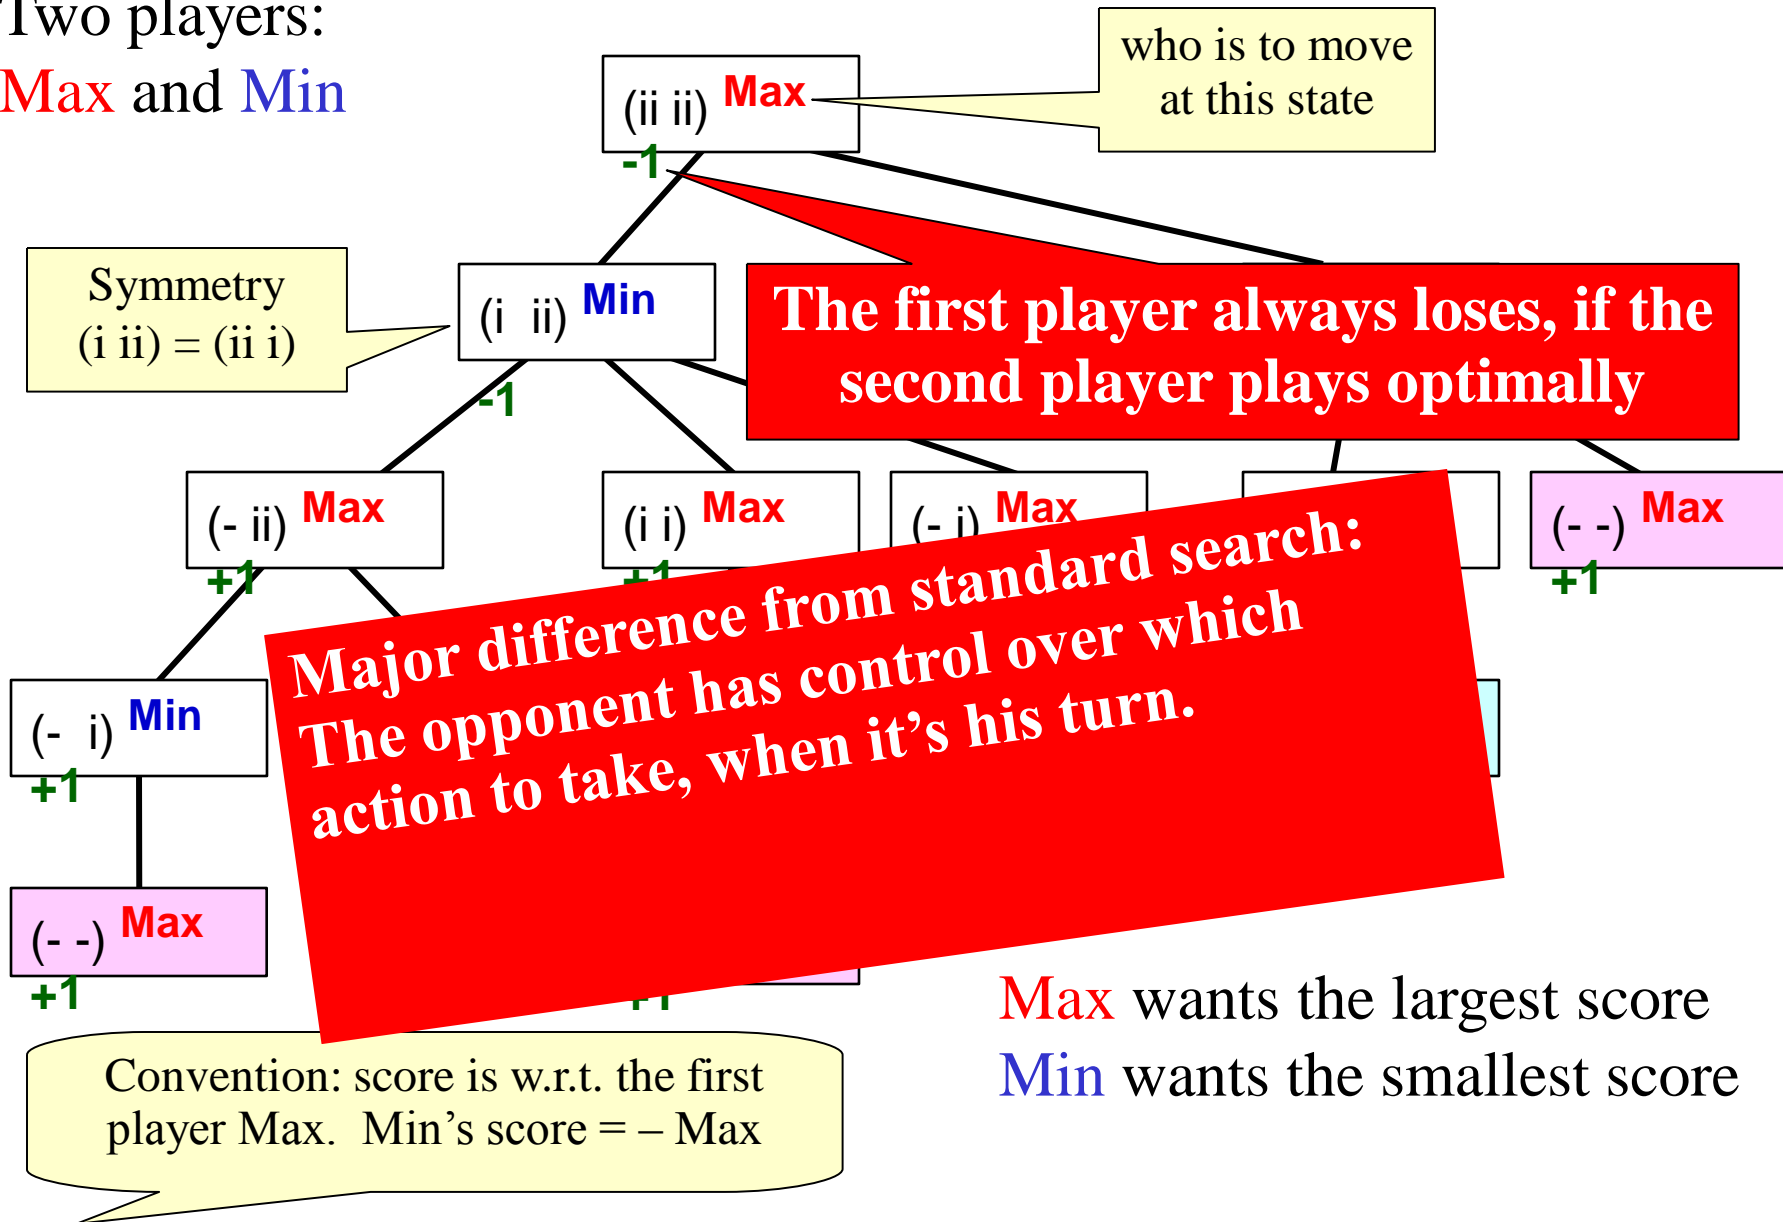 Two players:
Max and Min
who is to move
at this state
(ii ii) Max
-1
Symmetry
(i ii) = (ii i)
(i ii) Min
-1
The first player always loses, if the
second player plays optimally
(- ii) Max
+1
(i i) Max
+1
(- i) Max
(- -) Max
+1
Major difference from standard search:
The opponent has control over which
action to take, when it’s his turn.
(- i) Min
+1
(- -) Max
+1
+1
Max wants the largest score
Min wants the smallest score
Convention: score is w.r.t. the first
player Max. Min’s score = – Max